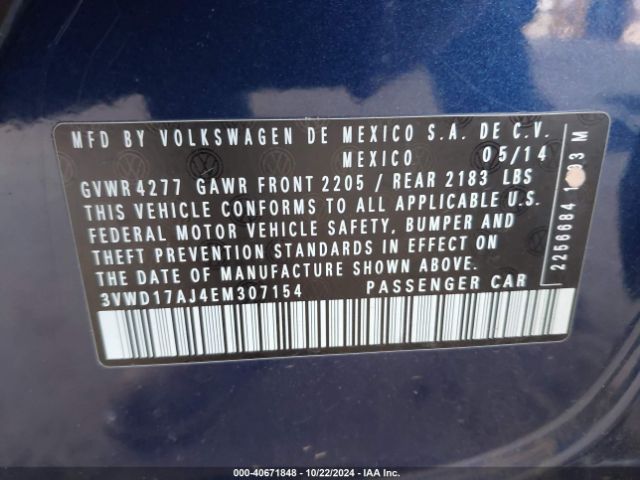 MFD BY VOLKSWAGEN DE MEXICO S.A. DE C.V.
MEXICO 05/14
GVWR 4277 GAWR FRONT 2205 / REAR 2183 LBS
THIS VEHICLE CONFORMS TO ALL APPLICABLE U.S.
FEDERAL MOTOR VEHICLE SAFETY, BUMPER AND
THEFT PREVENTION STANDARDS IN EFFECT ON
THE DATE OF MANUFACTURE SHOWN ABOVE.
3VWD17AJ4EM307154 PASSENGER CAR
2266684
000-40671848 - 10/22/2024 - IAA Inc.